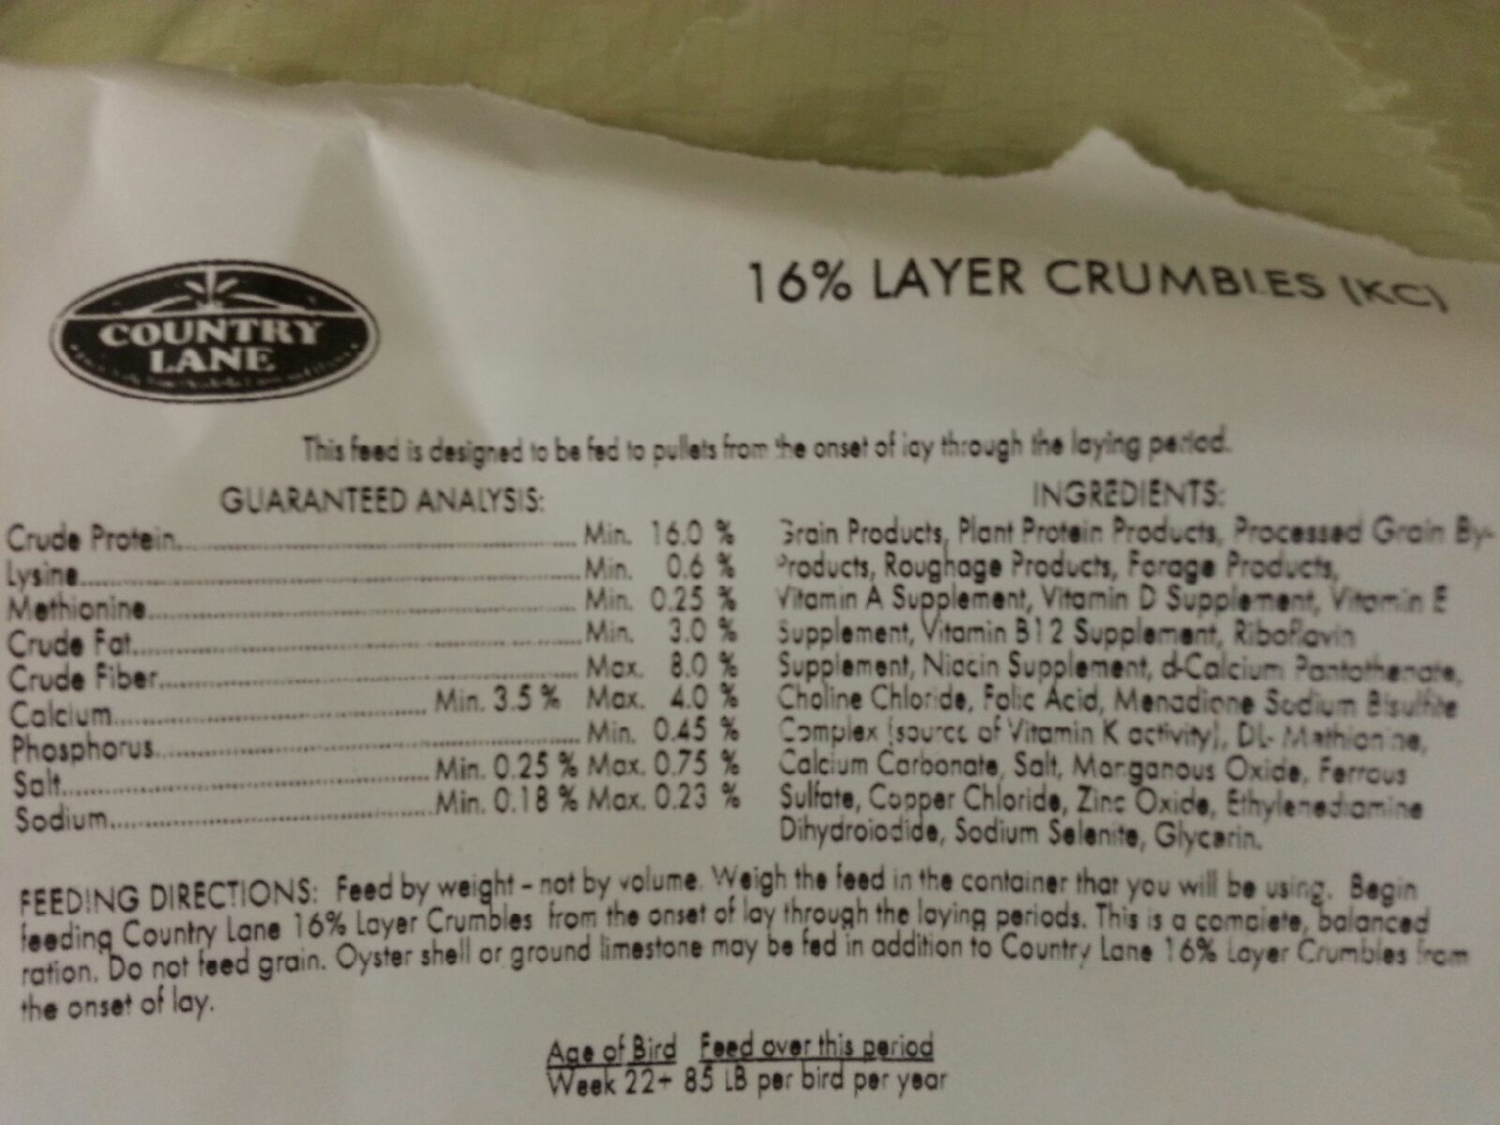 COUNTRY
LANE
16% LAYER CRUMBLES (KC)
This feed is designed to be fed to pullets from the onset of lay through the laying period.
GUARANTEED ANALYSIS:
Crude Protein................................................ Min. 16.0 %
Lysine................................................ Min. 0.6 %
Methionine................................................ Min. 0.25 %
Crude Fat................................................ Min. 3.0 %
Crude Fiber................................................ Max. 8.0 %
Calcium................................ Min. 3.5 % Max. 4.0 %
Phosphorus................................................ Min. 0.45 %
Salt................................ Min. 0.25 % Max. 0.75 %
Sodium................................ Min. 0.18 % Max. 0.23 %
INGREDIENTS:
Grain Products, Plant Protein Products, Processed Grain By-
Products, Roughage Products, Forage Products,
Vitamin A Supplement, Vitamin D Supplement, Vitamin E
Supplement, Vitamin B12 Supplement, Riboflavin
Supplement, Niacin Supplement, d-Calcium Pantothenate,
Choline Chloride, Folic Acid, Menadione Sodium Bisulfite
Complex (source of Vitamin K activity), DL- Methionine,
Calcium Carbonate, Salt, Manganous Oxide, Ferrous
Sulfate, Copper Chloride, Zinc Oxide, Ethylenediamine
Dihydroiodide, Sodium Selenite, Glycerin.
FEEDING DIRECTIONS: Feed by weight - not by volume. Weigh the feed in the container that you will be using. Begin
feeding Country Lane 16% Layer Crumbles from the onset of lay through the laying periods. This is a complete, balanced
ration. Do not feed grain. Oyster shell or ground limestone may be fed in addition to Country Lane 16% Layer Crumbles from
the onset of lay.
Age of Bird Feed over this period
Week 22+ 85 LB per bird per year